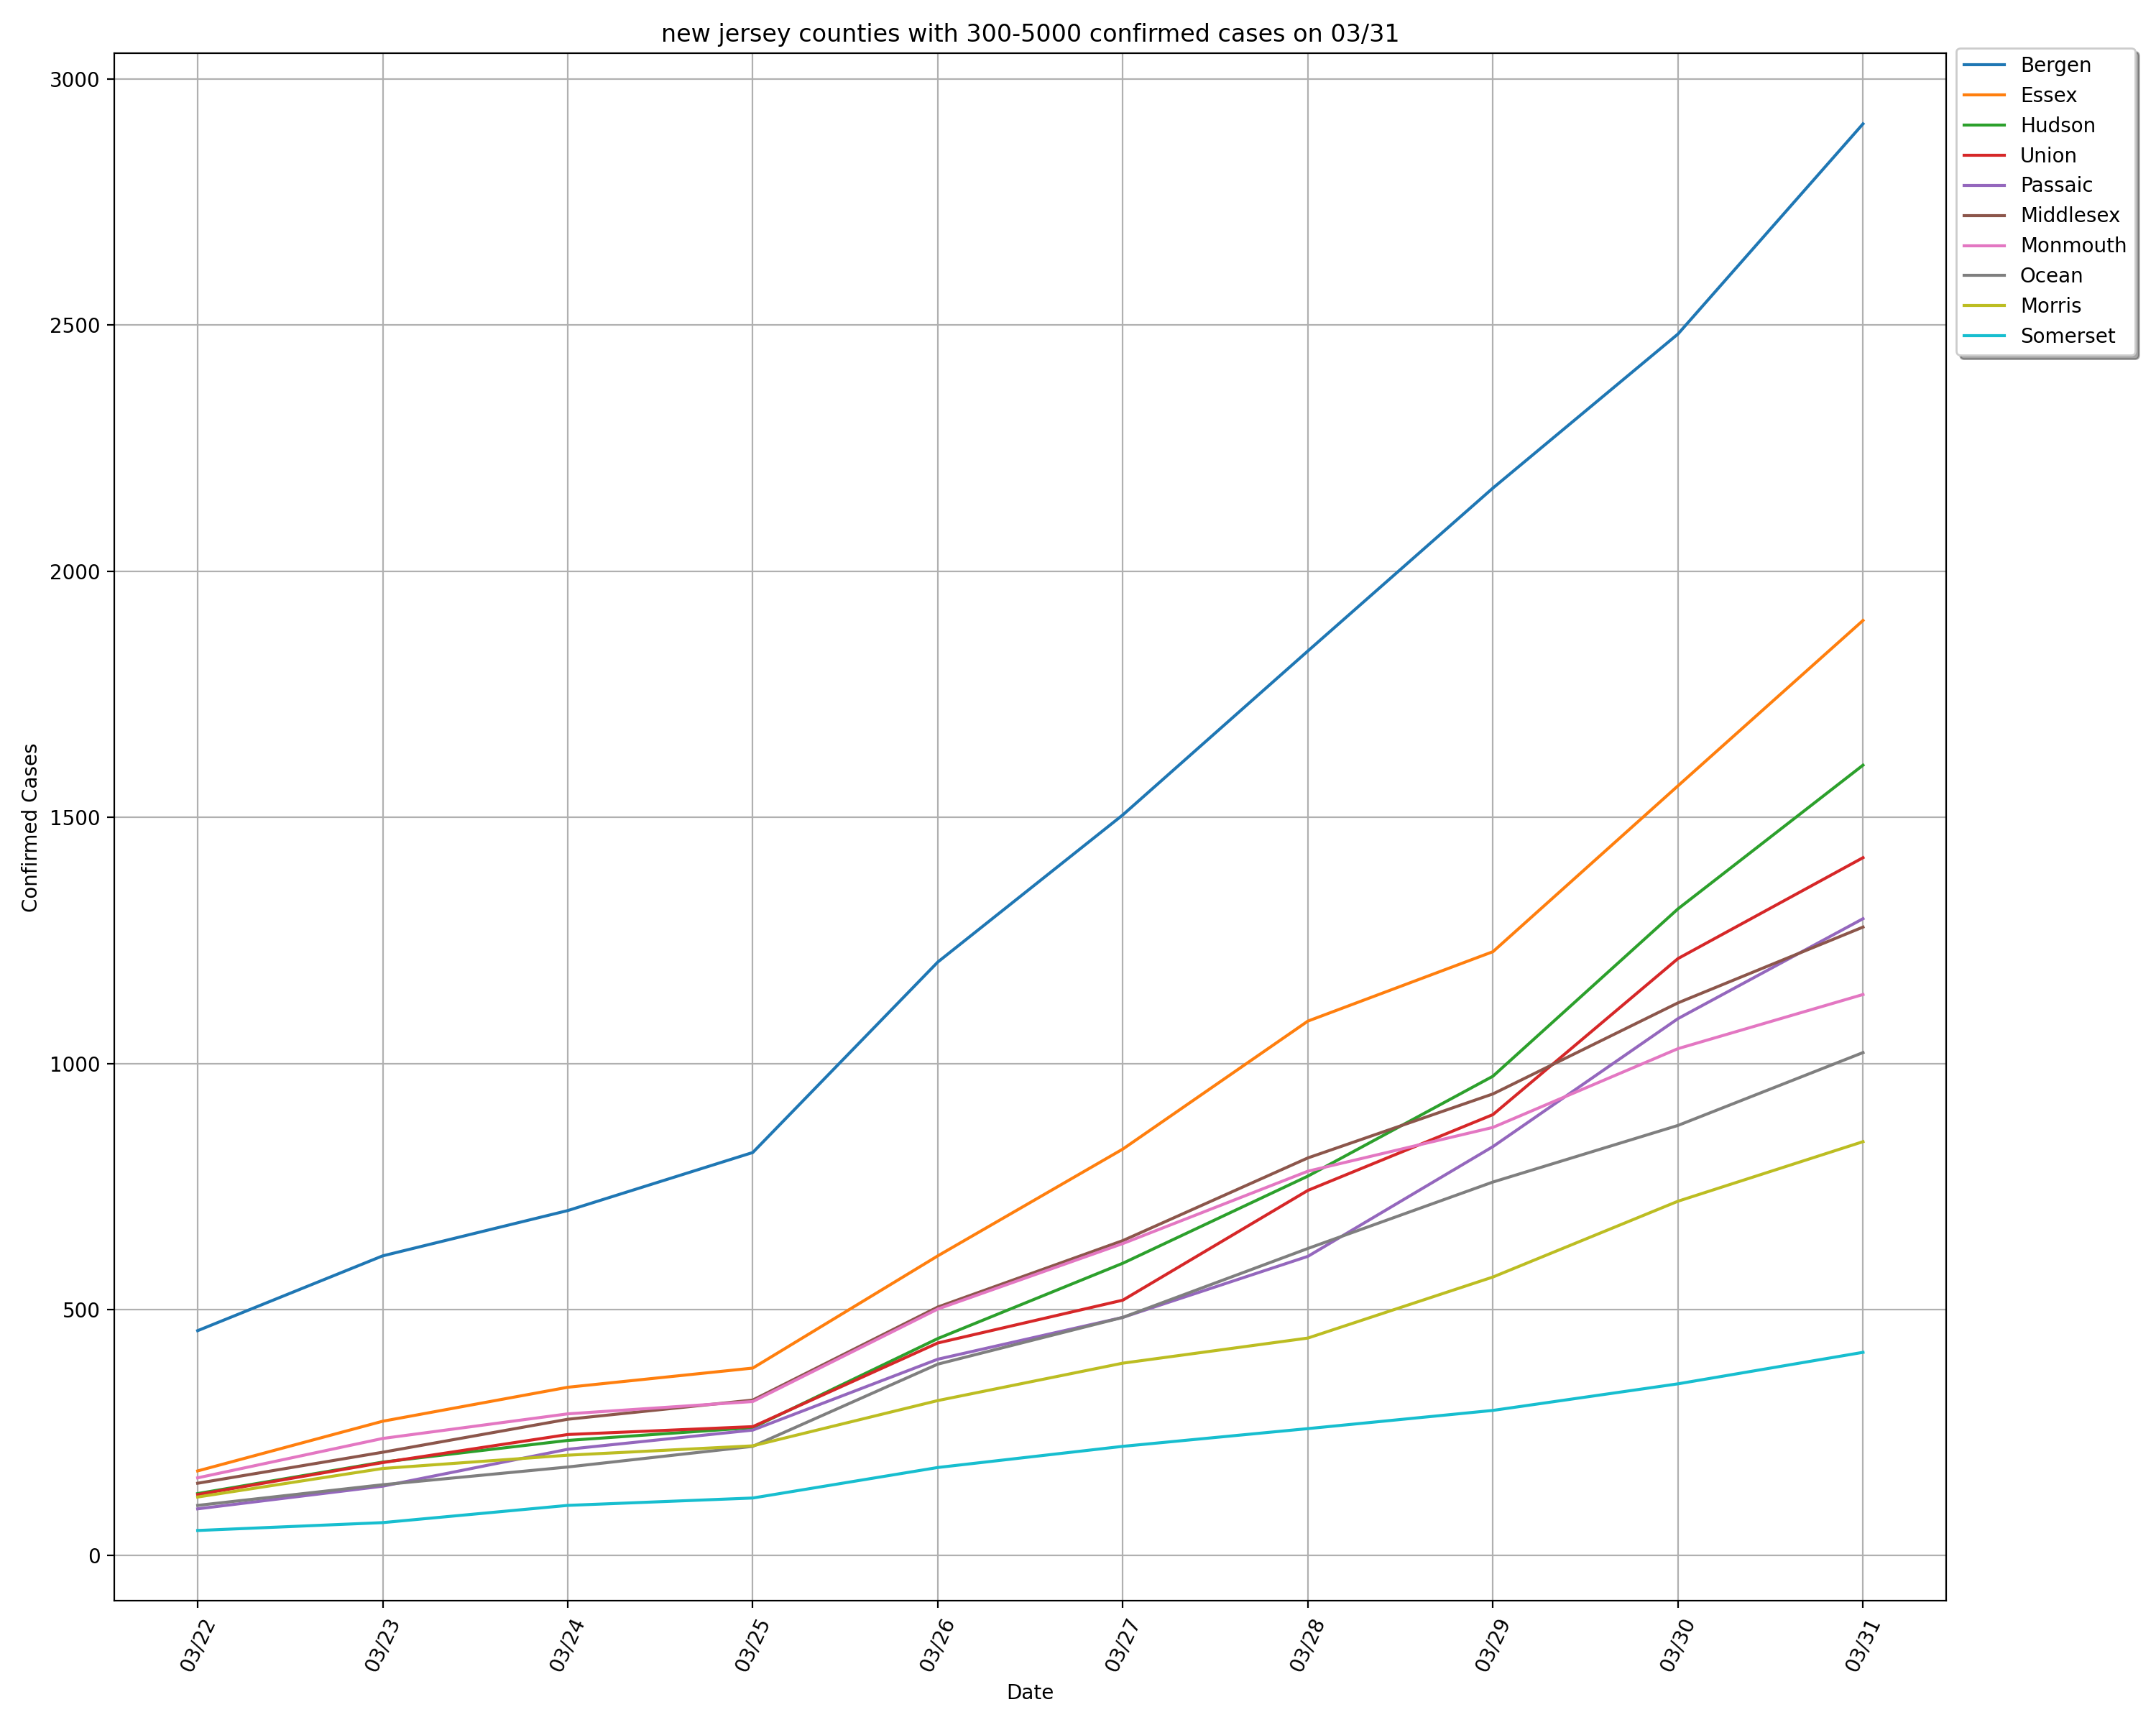 new jersey counties with 300-5000 confirmed cases on 03/31
Bergen
Essex
Hudson
Union
Passaic
Middlesex
Monmouth
Ocean
Morris
Somerset
Confirmed Cases
3000
2500
2000
1500
1000
500
0
03/22
03/23
03/24
03/25
03/26
03/27
03/28
03/29
03/30
03/31
Date